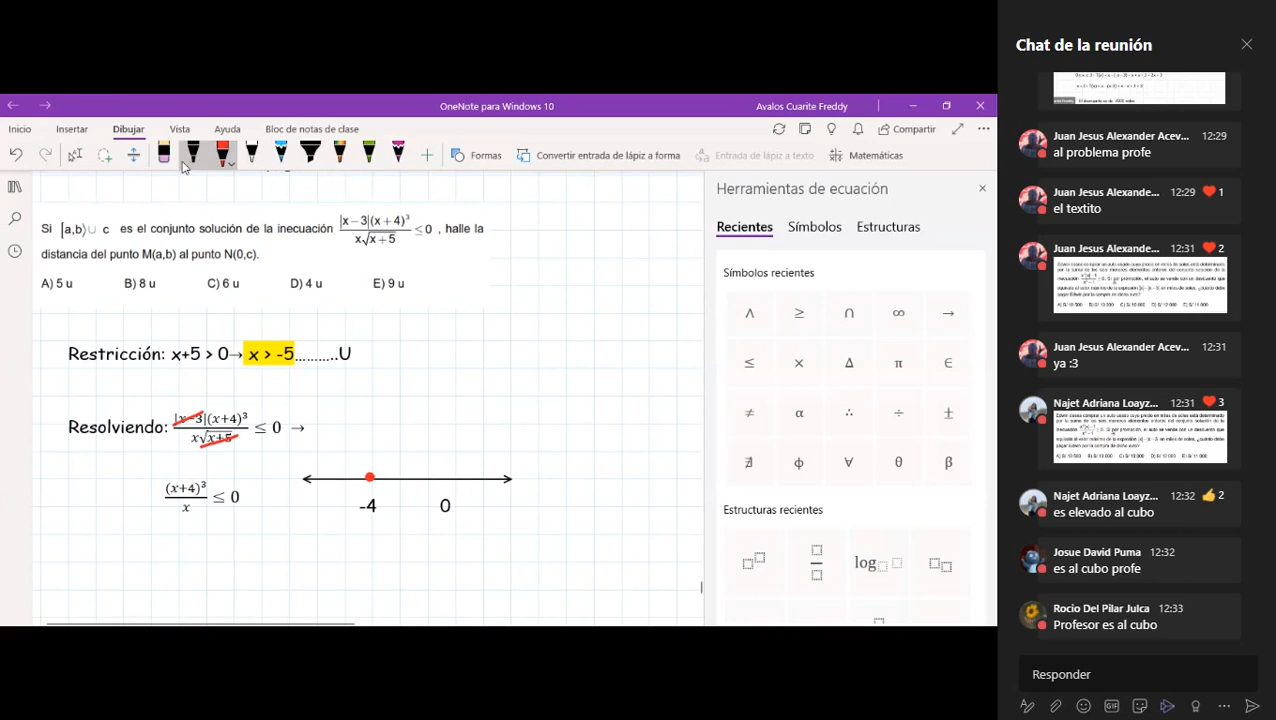 Chat de la reunión
OneNote para Windows 10
Avalos Cuarite Freddy
Inicio Insertar Dibujar Vista Ayuda Bloc de notas de clase
Compartir
Formas Convertir entrada de lápiz a forma Entrada de lápiz a texto Matemáticas
Si [a,b⟩∪ c es el conjunto solución de la inecuación |x−3|(x+4)³ / x√x+5 ≤ 0 , halle la
distancia del punto M(a,b) al punto N(0,c).
A) 5 u B) 8 u C) 6 u D) 4 u E) 9 u
Restricción: x+5 > 0→ x > -5..........U
Resolviendo: |x−3|(x+4)³ / x√x+5 ≤ 0 →
(x+4)³ / x ≤ 0
-4 0
Herramientas de ecuación
Recientes Símbolos Estructuras
Símbolos recientes
∧ ≥ ∩ ∞ →
≤ × Δ π ∈
≠ α ∴ ÷ ±
∄ ϕ ∀ θ β
Estructuras recientes
log
Juan Jesus Alexander Acev... 12:29
al problema profe
Juan Jesus Alexande... 12:29 1
el textito
Juan Jesus Alexande... 12:31 2
Juan Jesus Alexander Acev... 12:31
ya :3
Najet Adriana Loayz... 12:31 3
Najet Adriana Loayz... 12:32 2
es elevado al cubo
Josue David Puma 12:32
es al cubo profe
Rocio Del Pilar Julca 12:33
Profesor es al cubo
Responder
GIF